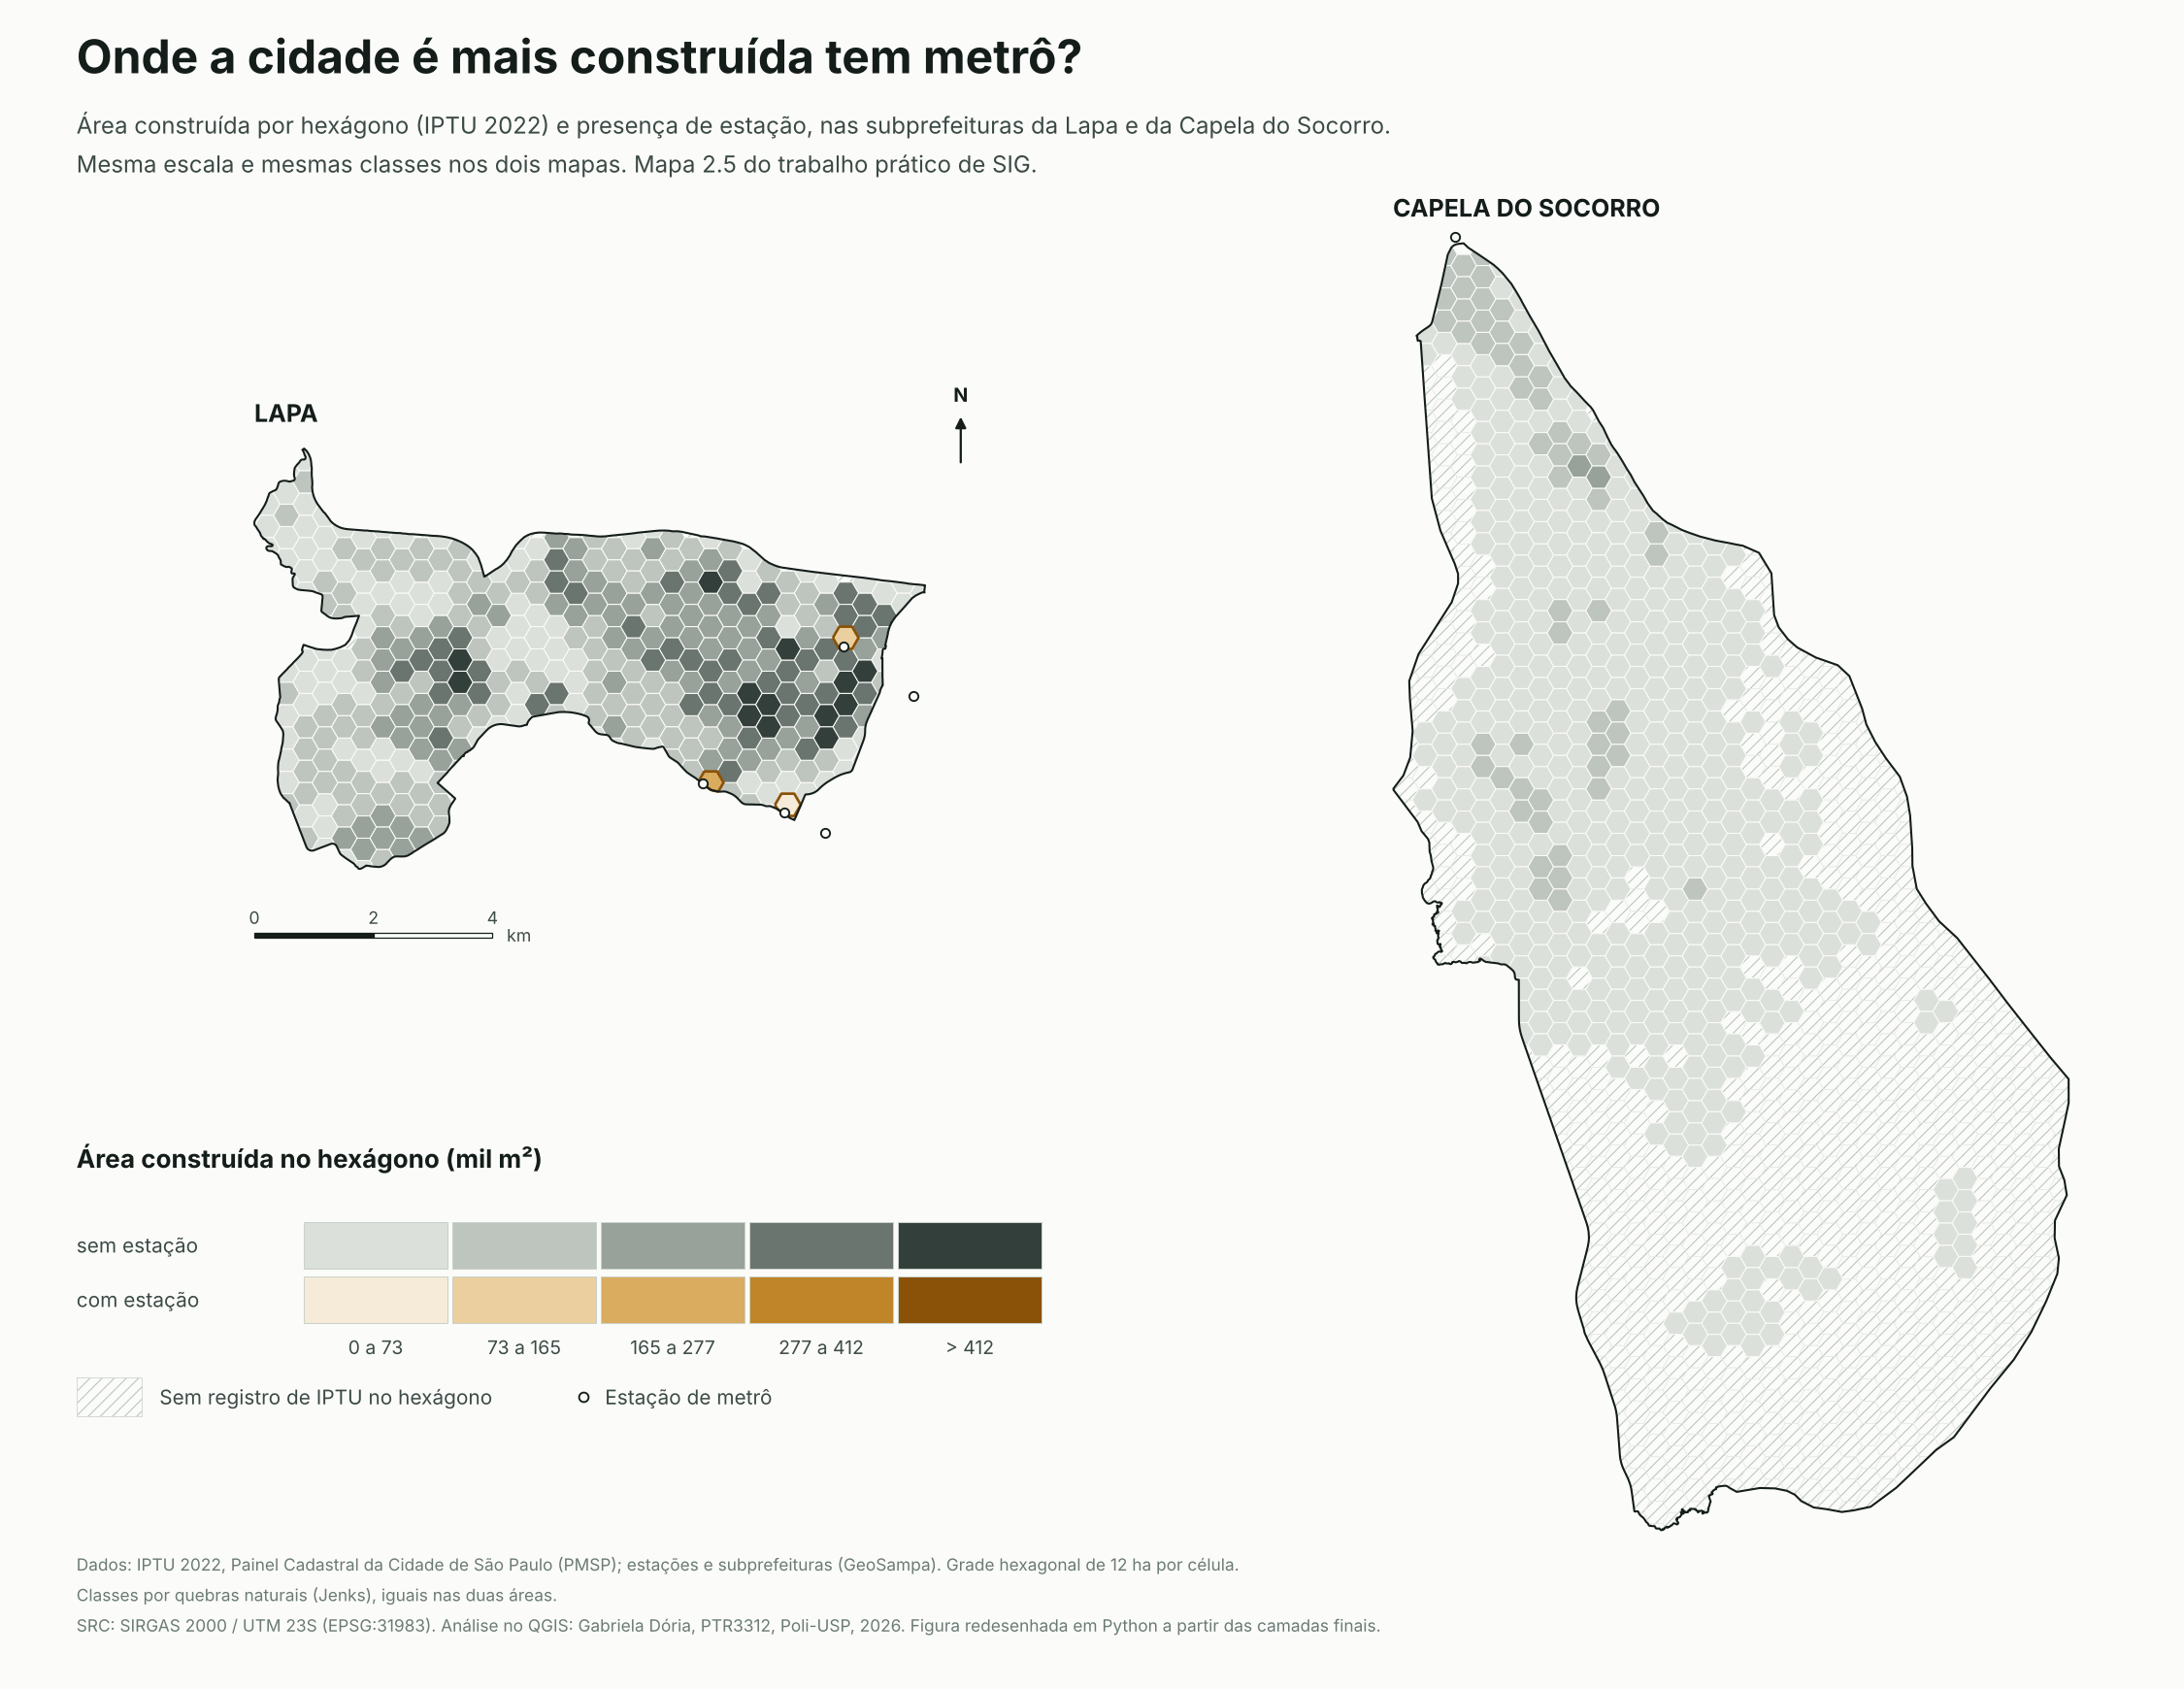 Onde a cidade é mais construída tem metrô?
Área construída por hexágono (IPTU 2022) e presença de estação, nas subprefeituras da Lapa e da Capela do Socorro.
Mesma escala e mesmas classes nos dois mapas. Mapa 2.5 do trabalho prático de SIG.
CAPELA DO SOCORRO
N
LAPA
0 2 4
km
Área construída no hexágono (mil m²)
sem estação
com estação
0 a 73 73 a 165 165 a 277 277 a 412 > 412
Sem registro de IPTU no hexágono Estação de metrô
Dados: IPTU 2022, Painel Cadastral da Cidade de São Paulo (PMSP); estações e subprefeituras (GeoSampa). Grade hexagonal de 12 ha por célula.
Classes por quebras naturais (Jenks), iguais nas duas áreas.
SRC: SIRGAS 2000 / UTM 23S (EPSG:31983). Análise no QGIS: Gabriela Dória, PTR3312, Poli-USP, 2026. Figura redesenhada em Python a partir das camadas finais.